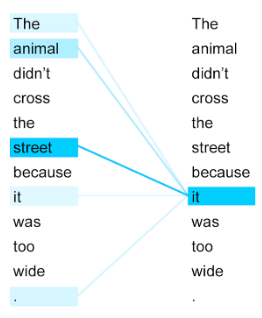 The The
animal animal
didn't didn't
cross cross
the the
street street
because because
it it
was was
too too
wide wide
. .